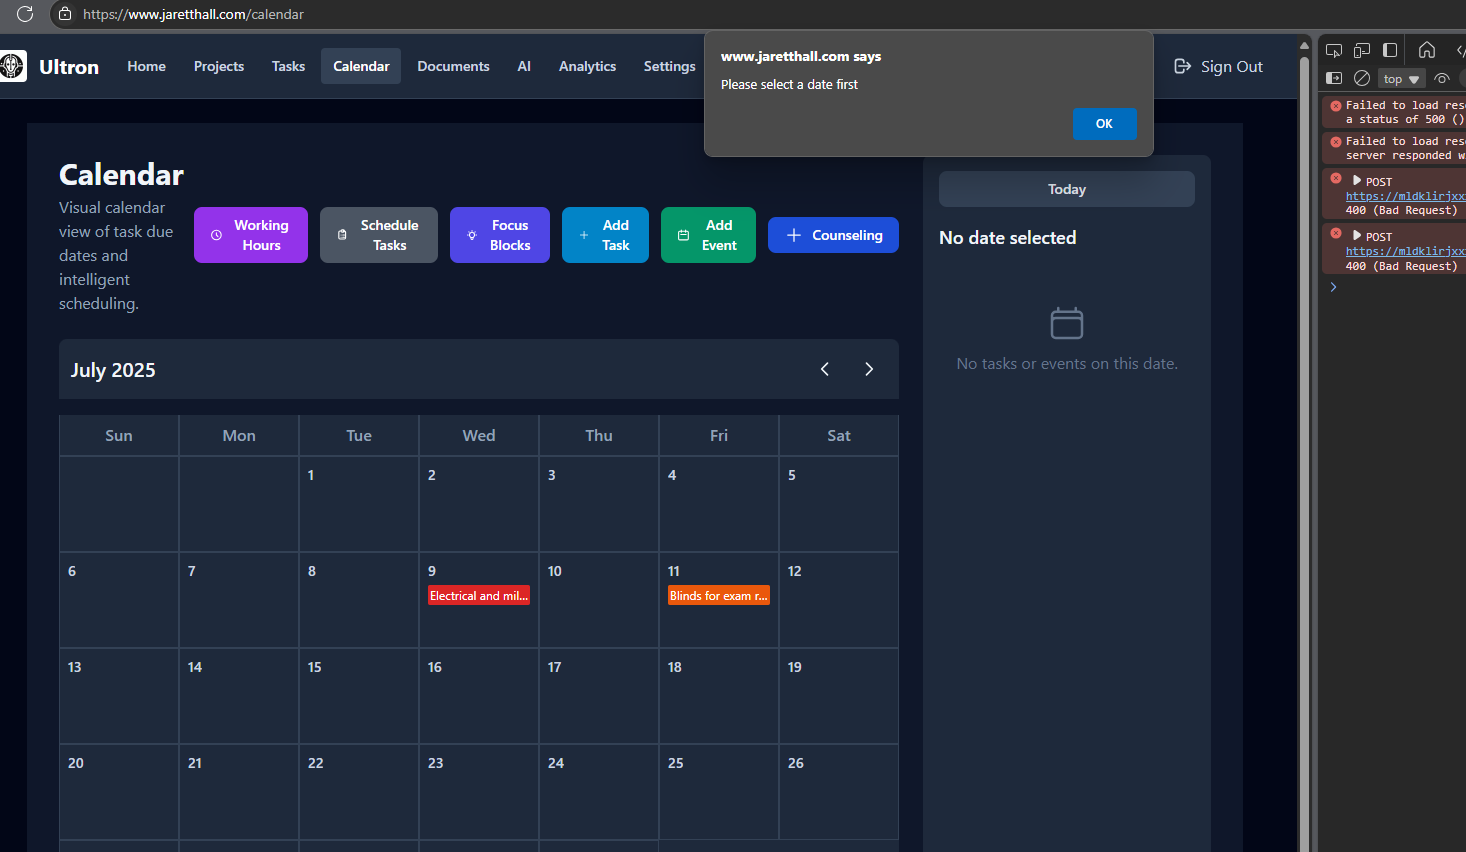 https://www.jaretthall.com/calendar
Ultron
Home
Projects
Tasks
Calendar
Documents
AI
Analytics
Settings
Sign Out
www.jaretthall.com says
Please select a date first
OK
Calendar
Visual calendar
view of task due
dates and
intelligent
scheduling.
Working
Hours
Schedule
Tasks
Focus
Blocks
Add
Task
Add
Event
Counseling
July 2025
Sun Mon Tue Wed Thu Fri Sat
1 2 3 4 5
6 7 8 9 10 11 12
Electrical and mil...
Blinds for exam r...
13 14 15 16 17 18 19
20 21 22 23 24 25 26
Today
No date selected
No tasks or events on this date.
top
Failed to load res
a status of 500 ()
Failed to load res
server responded w
POST
https://mldklirjxx
400 (Bad Request)
POST
https://mldklirjxx
400 (Bad Request)